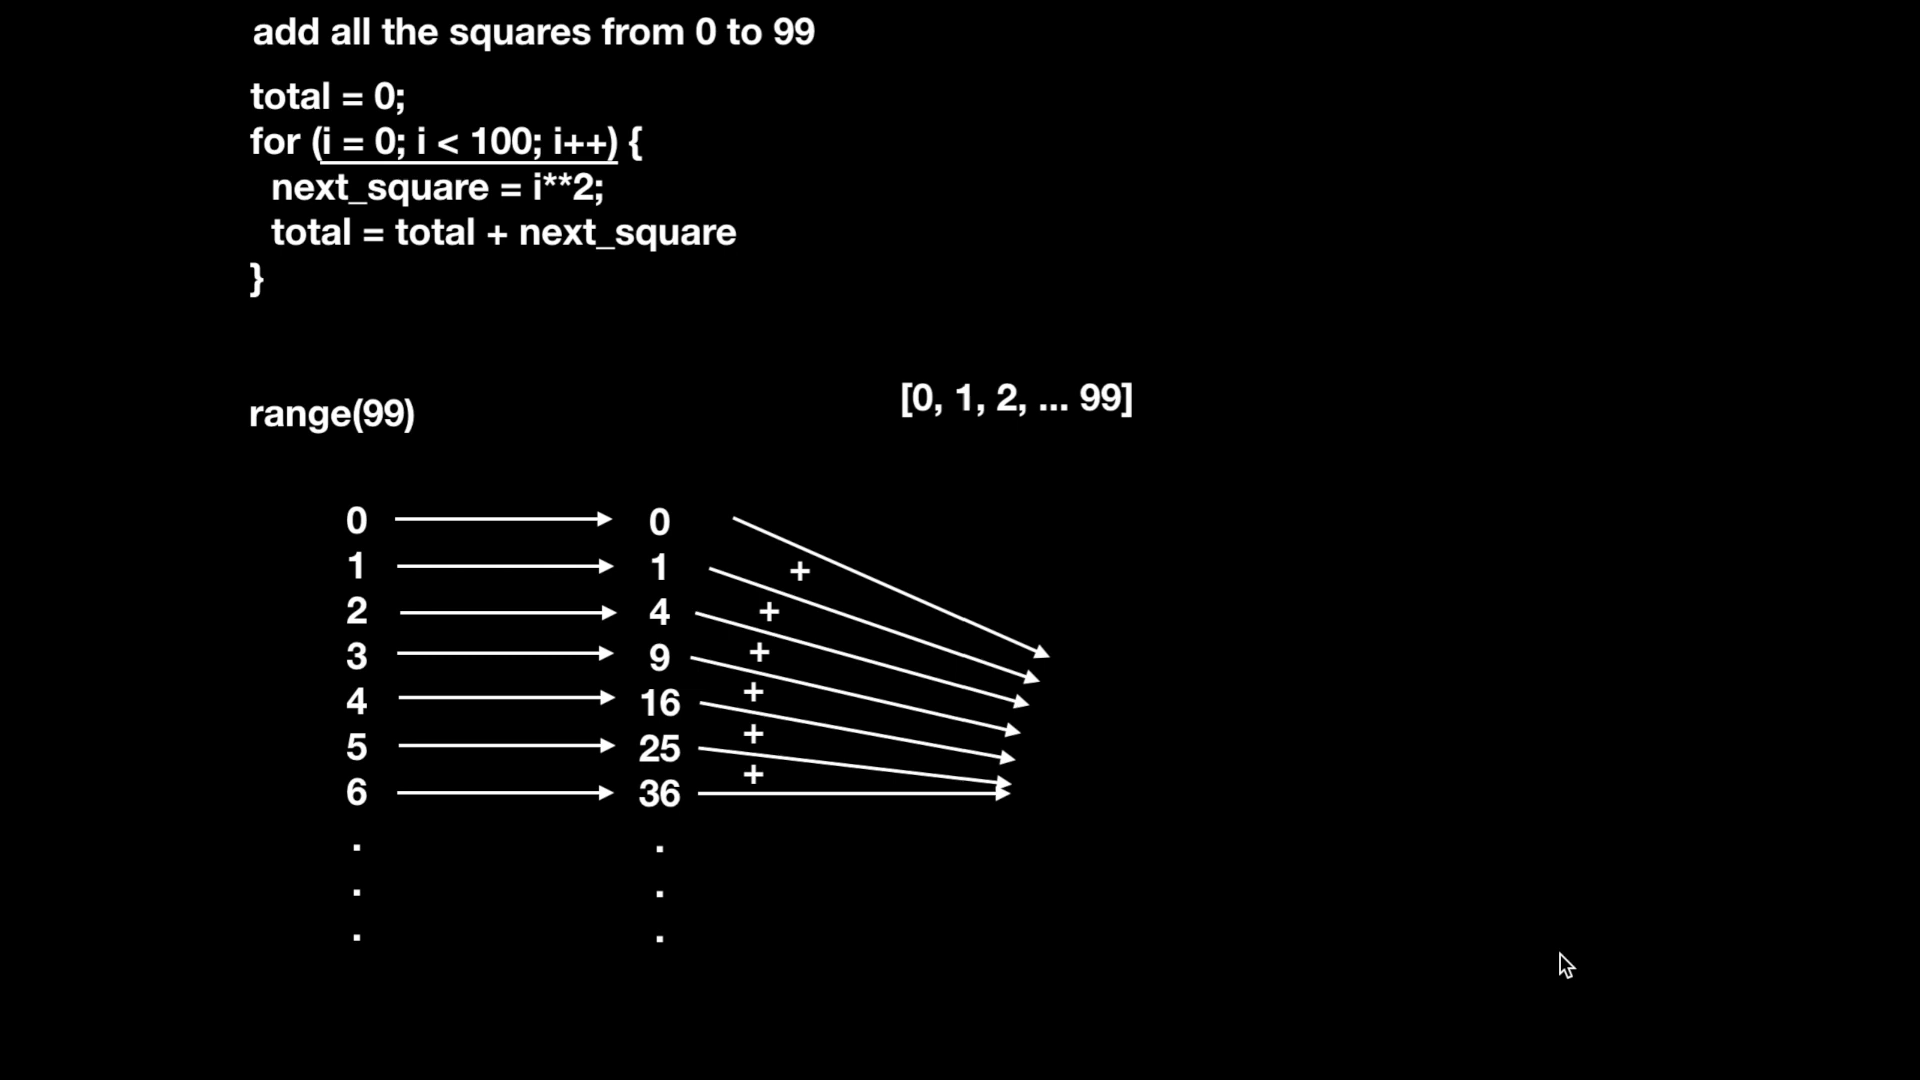 add all the squares from 0 to 99
total = 0;
for (i = 0; i < 100; i++) {
next_square = i**2;
total = total + next_square
}
range(99)
[0, 1, 2, ... 99]
0 0
1 1 +
2 4 +
3 9 +
4 16 +
5 25 +
6 36 +
. .
. .
. .